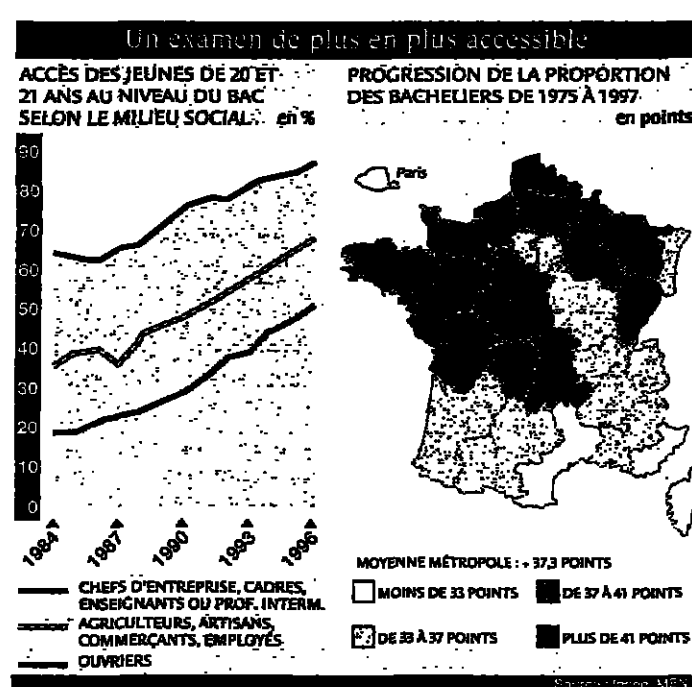 Un examen de plus en plus accessible
ACCÈS DES JEUNES DE 20 ET
21 ANS AU NIVEAU DU BAC
SELON LE MILIEU SOCIAL en %
90
80
70
60
50
40
30
20
10
0
1984
1987
1990
1993
1996
CHEFS D'ENTREPRISE, CADRES,
ENSEIGNANTS OU PROF. INTERM.
AGRICULTEURS, ARTISANS,
COMMERÇANTS, EMPLOYÉS
OUVRIERS
PROGRESSION DE LA PROPORTION
DES BACHELIERS DE 1975 À 1997
en points
Paris
MOYENNE MÉTROPOLE : + 37,3 POINTS
MOINS DE 33 POINTS
DE 37 À 41 POINTS
DE 33 À 37 POINTS
PLUS DE 41 POINTS